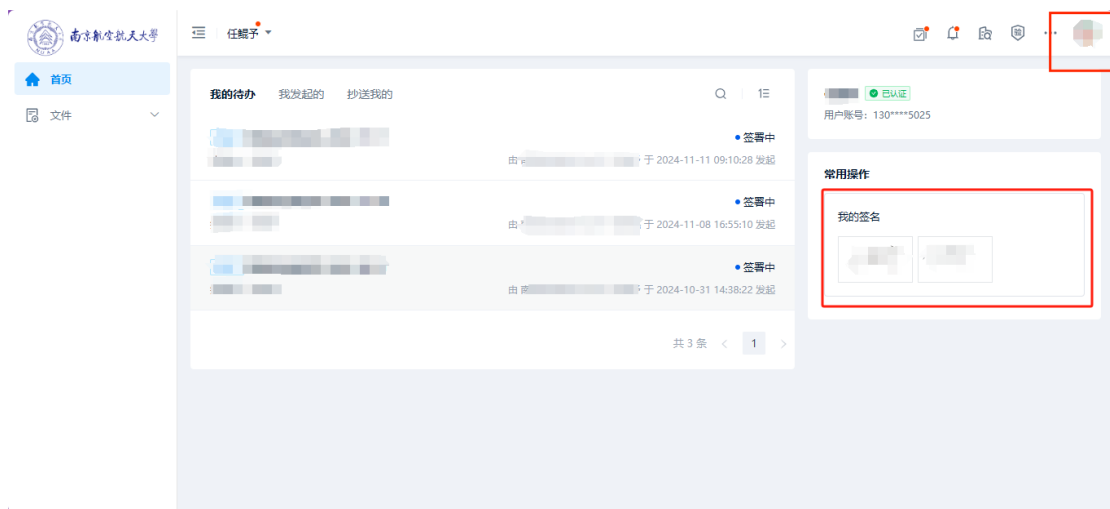 南京航空航天大学
任鲲予
首页
文件
我的待办 我发起的 抄送我的
签署中
由 于 2024-11-11 09:10:28 发起
签署中
由 于 2024-11-08 16:55:10 发起
签署中
由 于 2024-10-31 14:38:22 发起
共 3 条 1
已认证
用户账号：130****5025
常用操作
我的签名